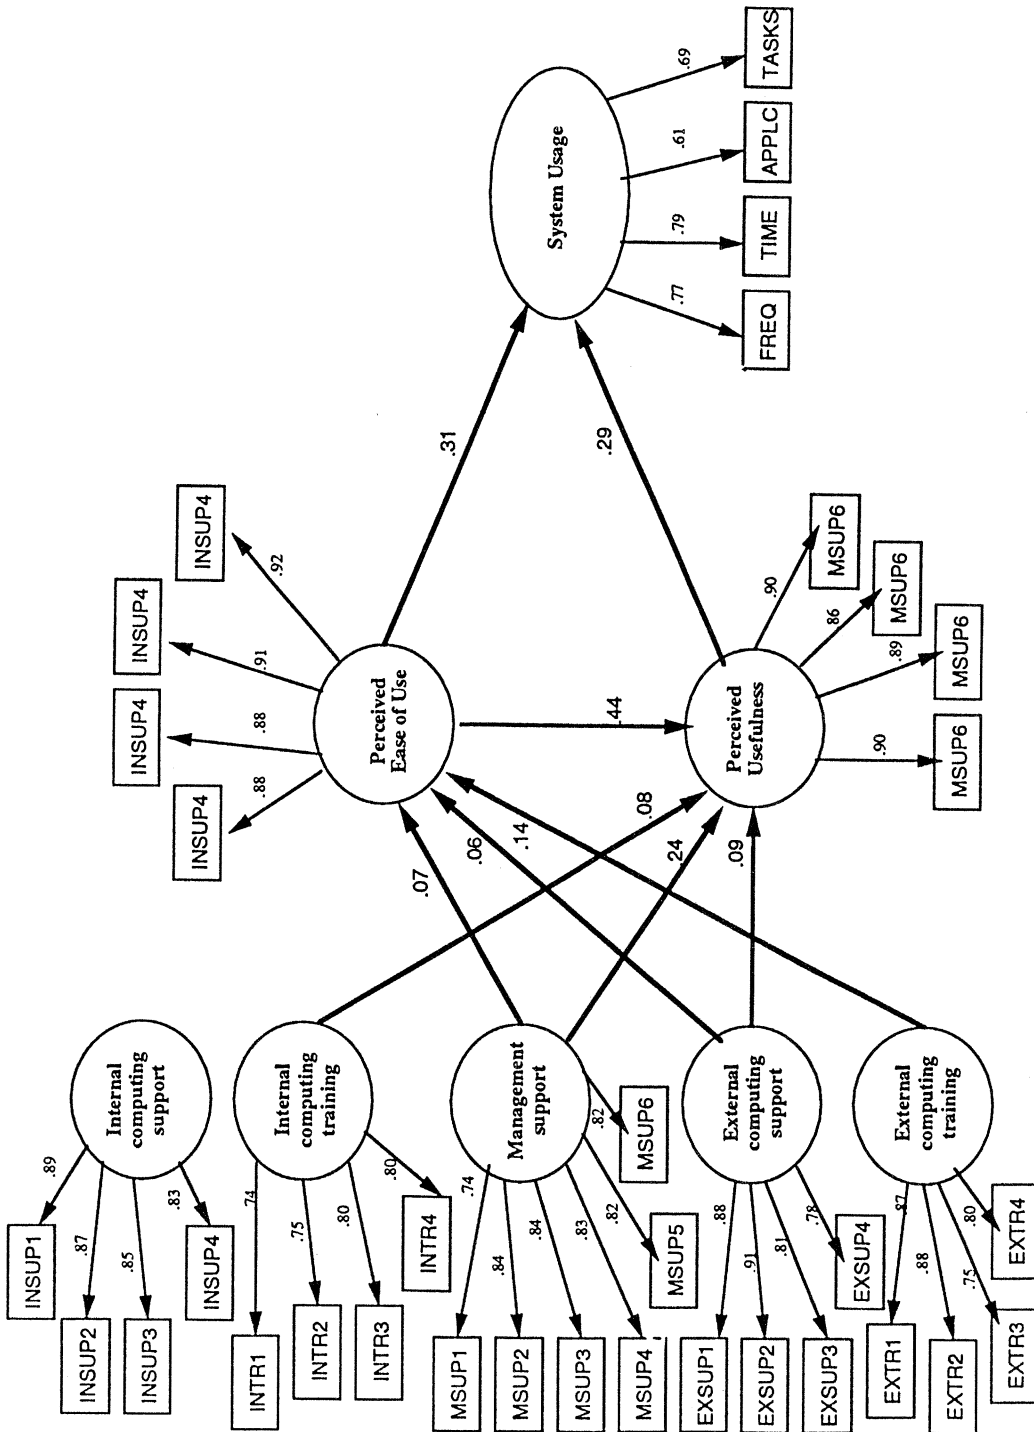 INSUP1
INSUP2
INSUP3
INSUP4
.89
.87
.85
.83
Internal
computing
support
INTR1
INTR2
INTR3
INTR4
.74
.75
.80
.80
Internal
computing
training
MSUP1
MSUP2
MSUP3
MSUP4
MSUP5
MSUP6
.74
.84
.84
.83
.82
.82
Management
support
EXSUP1
EXSUP2
EXSUP3
EXSUP4
.88
.91
.81
.78
External
computing
support
EXTR1
EXTR2
EXTR3
EXTR4
.87
.88
.75
.80
External
computing
training
.07
.06
.14
.08
.24
.09
INSUP4
INSUP4
INSUP4
INSUP4
.88
.88
.91
.92
Perceived
Ease of Use
.44
Perceived
Usefulness
.90
.89
86
.90
MSUP6
MSUP6
MSUP6
MSUP6
.31
.29
System Usage
.77
.79
.61
.69
FREQ
TIME
APPLC
TASKS